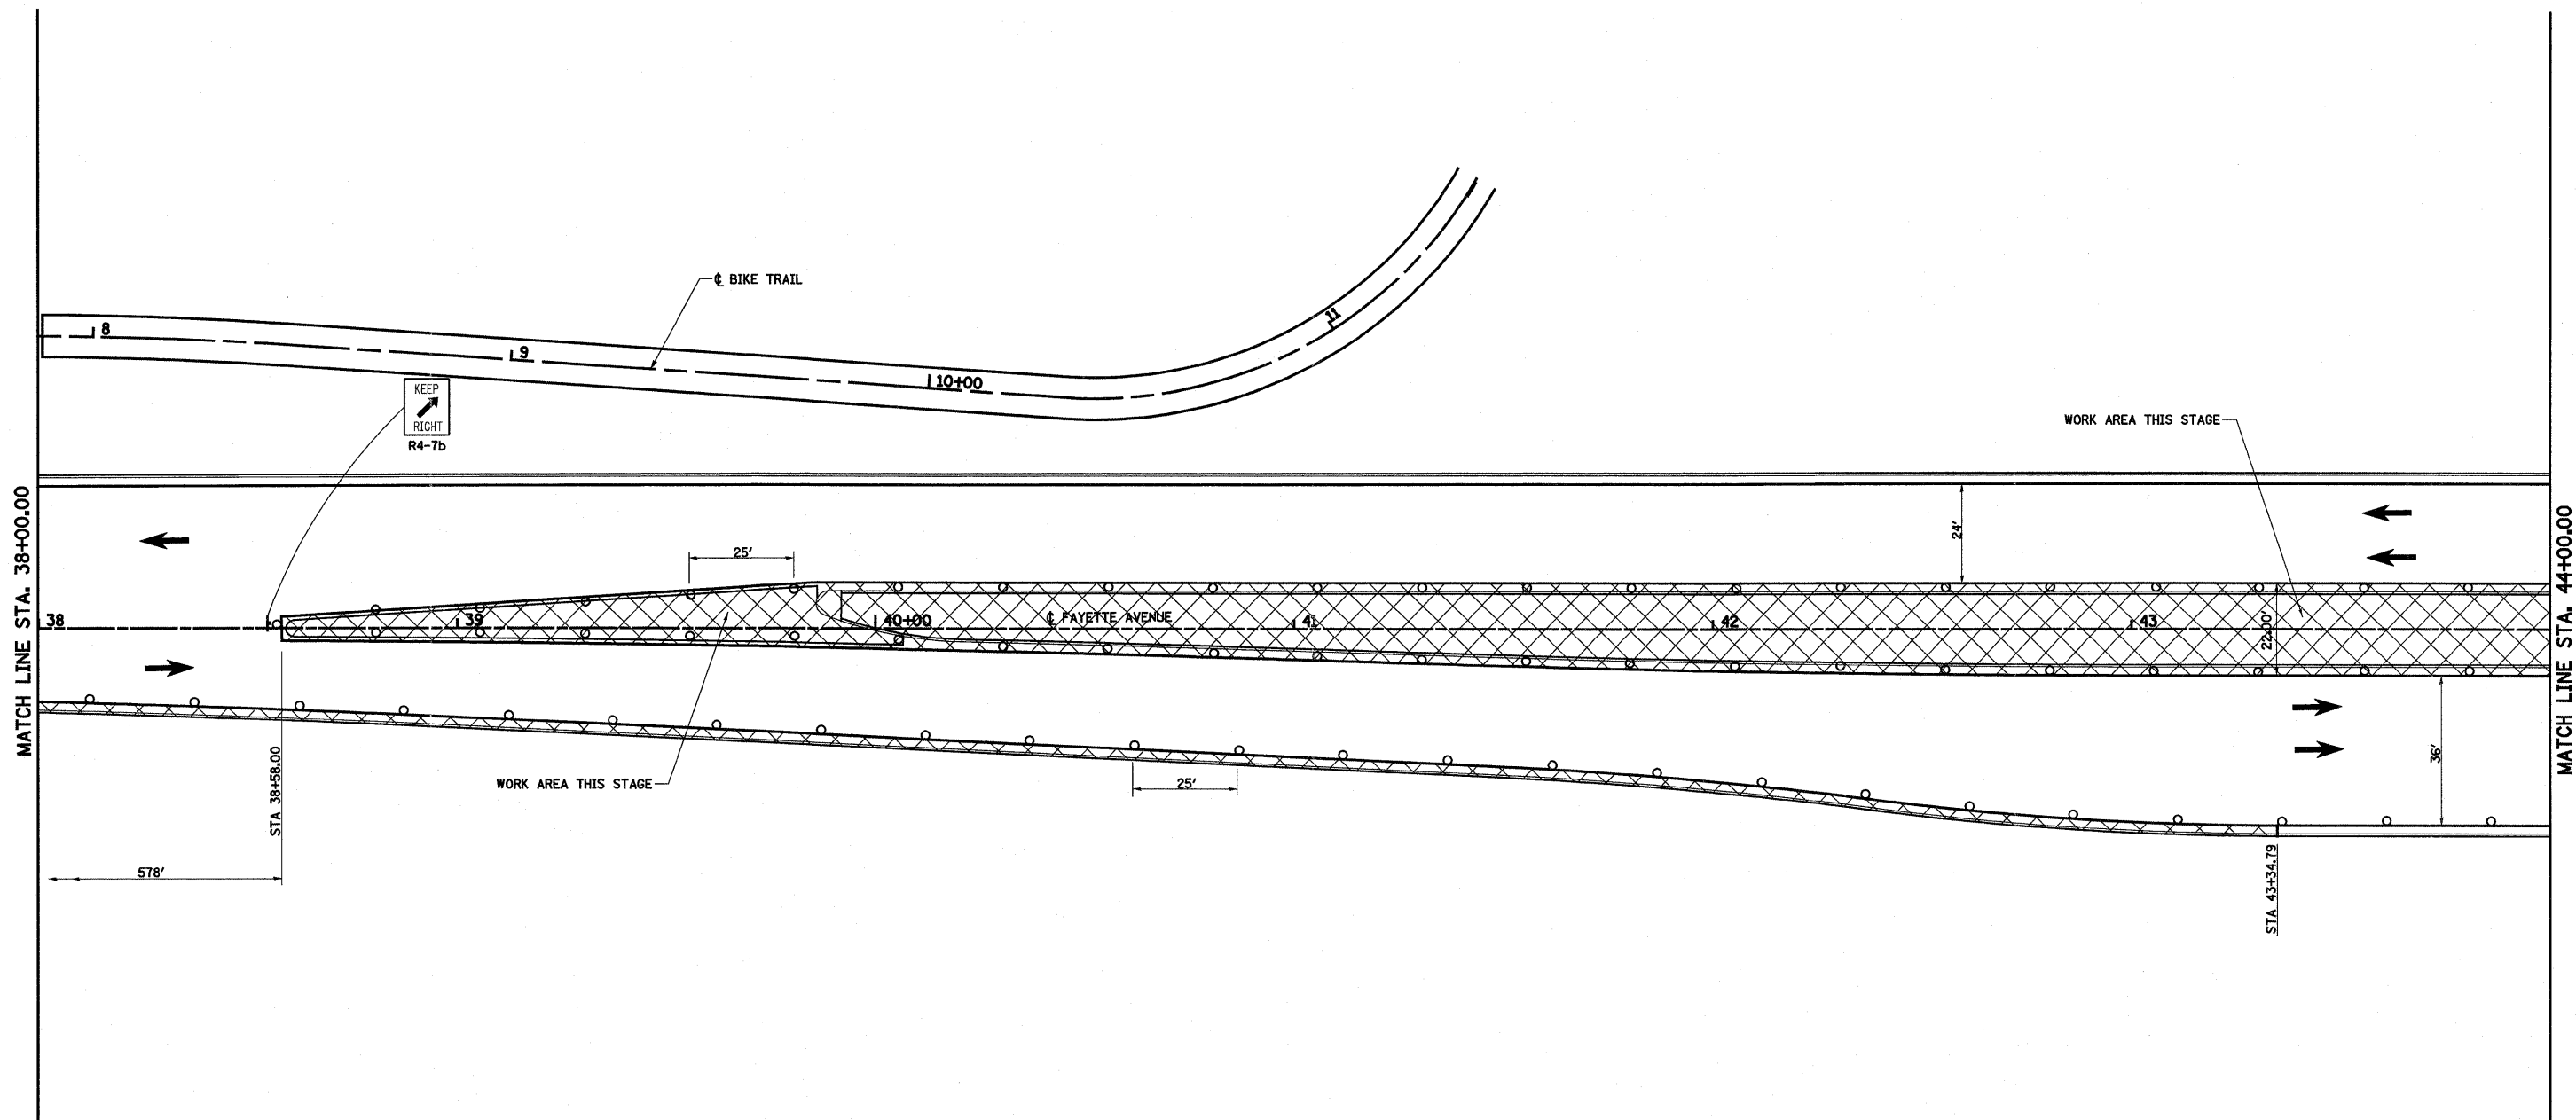 ℄ BIKE TRAIL
8
9
10+00
11
KEEP
RIGHT
R4-7b
WORK AREA THIS STAGE
MATCH LINE STA. 38+00.00
MATCH LINE STA. 44+00.00
24'
25'
38
39
40+00
℄ FAYETTE AVENUE
41
42
43
22.00'
STA 38+58.00
WORK AREA THIS STAGE
25'
36'
578'
STA 43+34.79